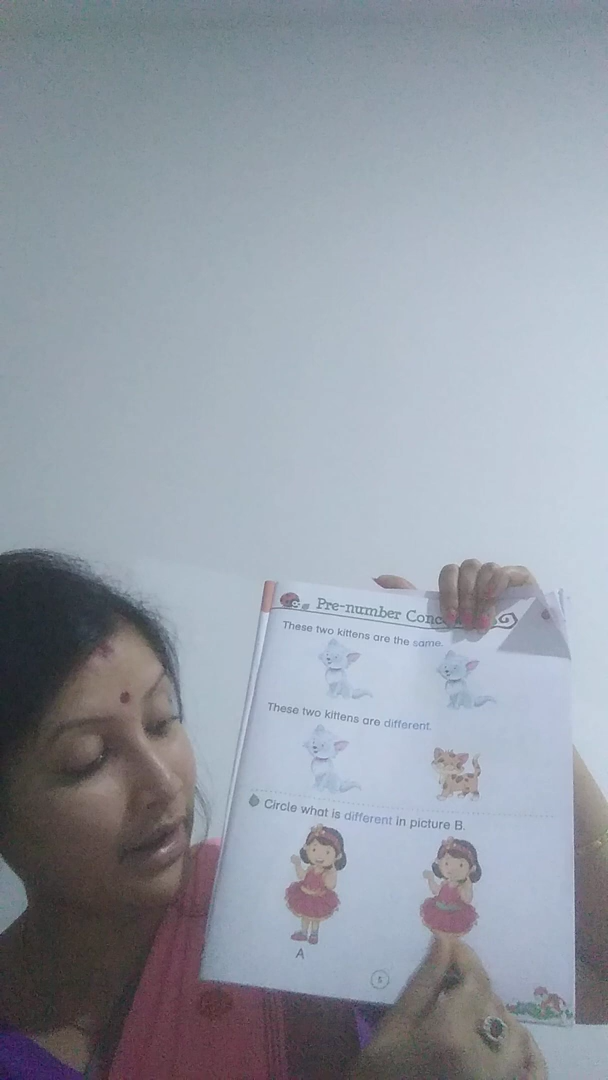 Pre-number
These two kittens are the same.
These two kittens are different.
Circle what is different in picture B.
A
5